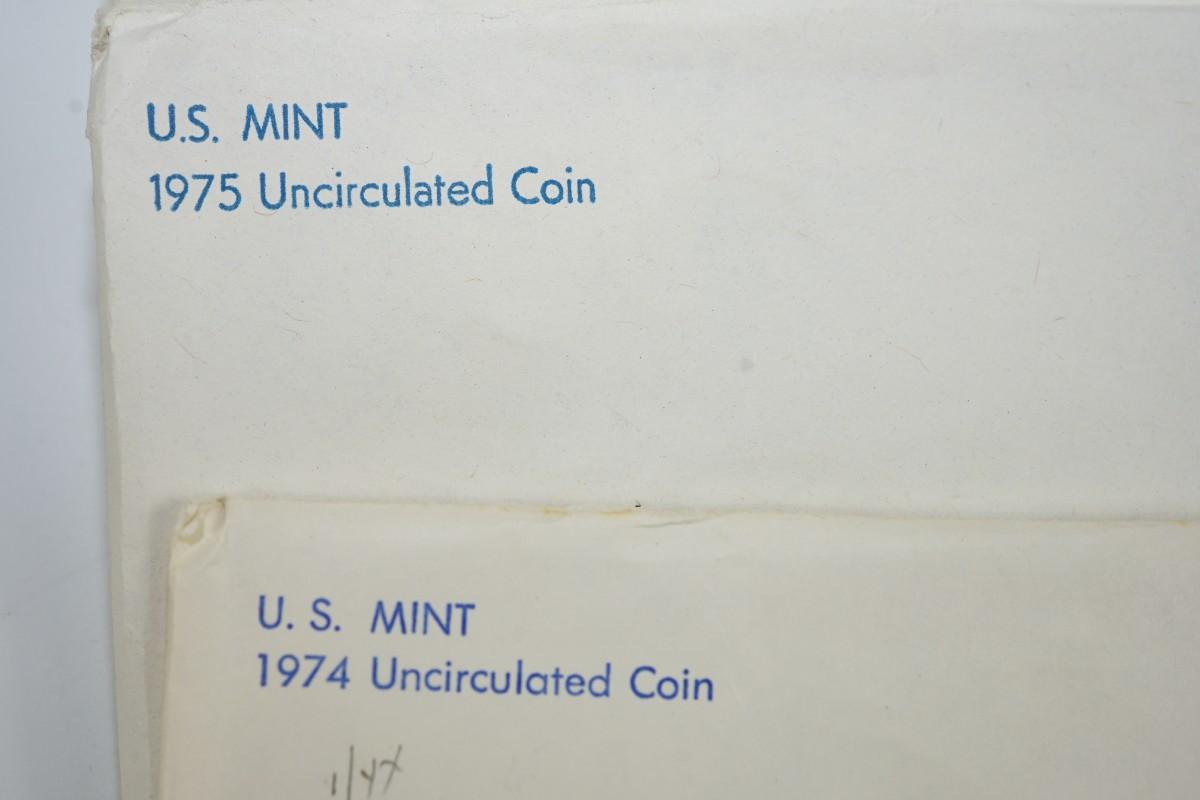 U.S. MINT
1975 Uncirculated Coin
U. S. MINT
1974 Uncirculated Coin